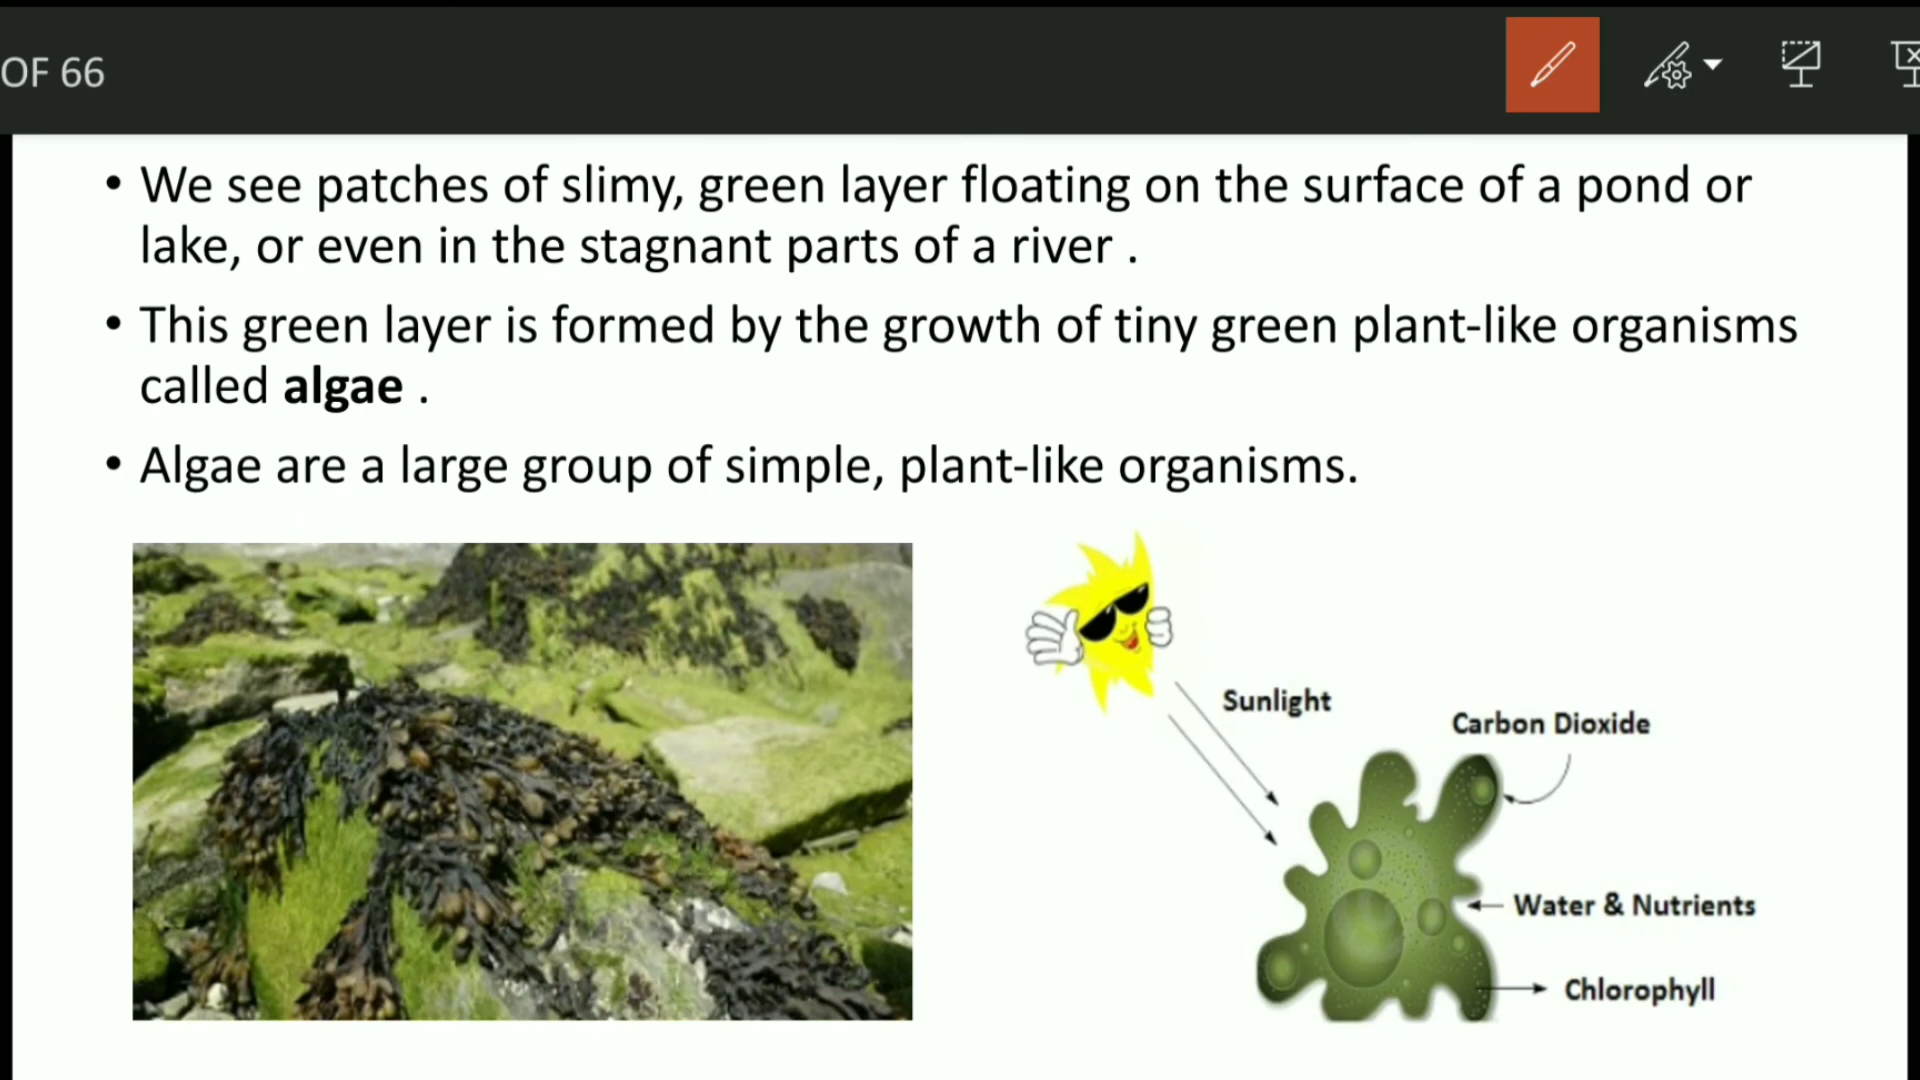 OF 66
• We see patches of slimy, green layer floating on the surface of a pond or
lake, or even in the stagnant parts of a river .
• This green layer is formed by the growth of tiny green plant-like organisms
called algae .
• Algae are a large group of simple, plant-like organisms.
Sunlight
Carbon Dioxide
Water & Nutrients
Chlorophyll